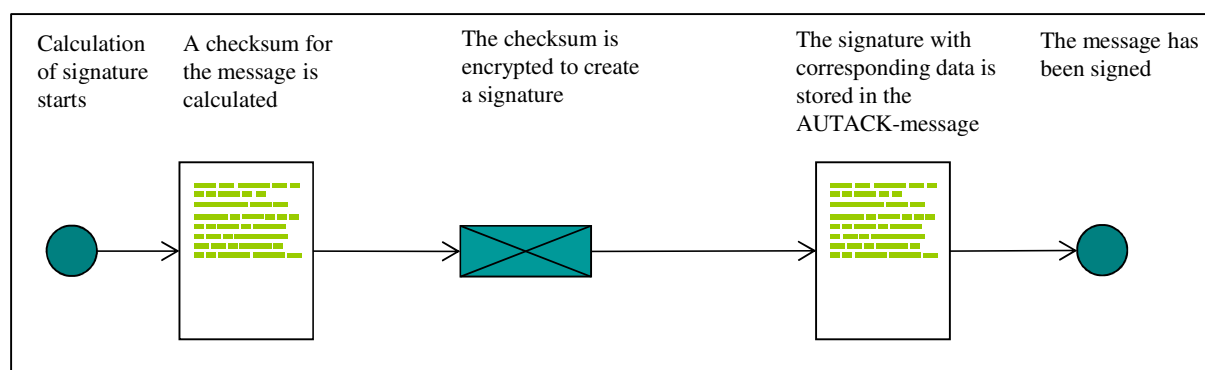 Calculation
of signature
starts
A checksum for
the message is
calculated
The checksum is
encrypted to create
a signature
The signature with
corresponding data is
stored in the
AUTACK-message
The message has
been signed